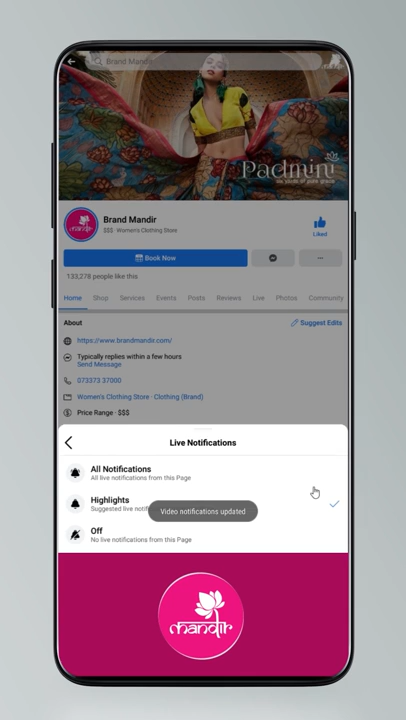 Brand Mandir
Padmini
Brand Mandir
$$$ · Women's Clothing Store
Liked
Book Now
133,278 people like this
Home Shop Services Events Posts Reviews Live Photos Community
About
Suggest Edits
https://www.brandmandir.com/
Typically replies within a few hours
Send Message
073373 37000
Women's Clothing Store · Clothing (Brand)
Price Range · $$$
Live Notifications
All Notifications
All live notifications from this Page
Highlights
Suggested live notif
Video notifications updated
Off
No live notifications from this Page
mandir